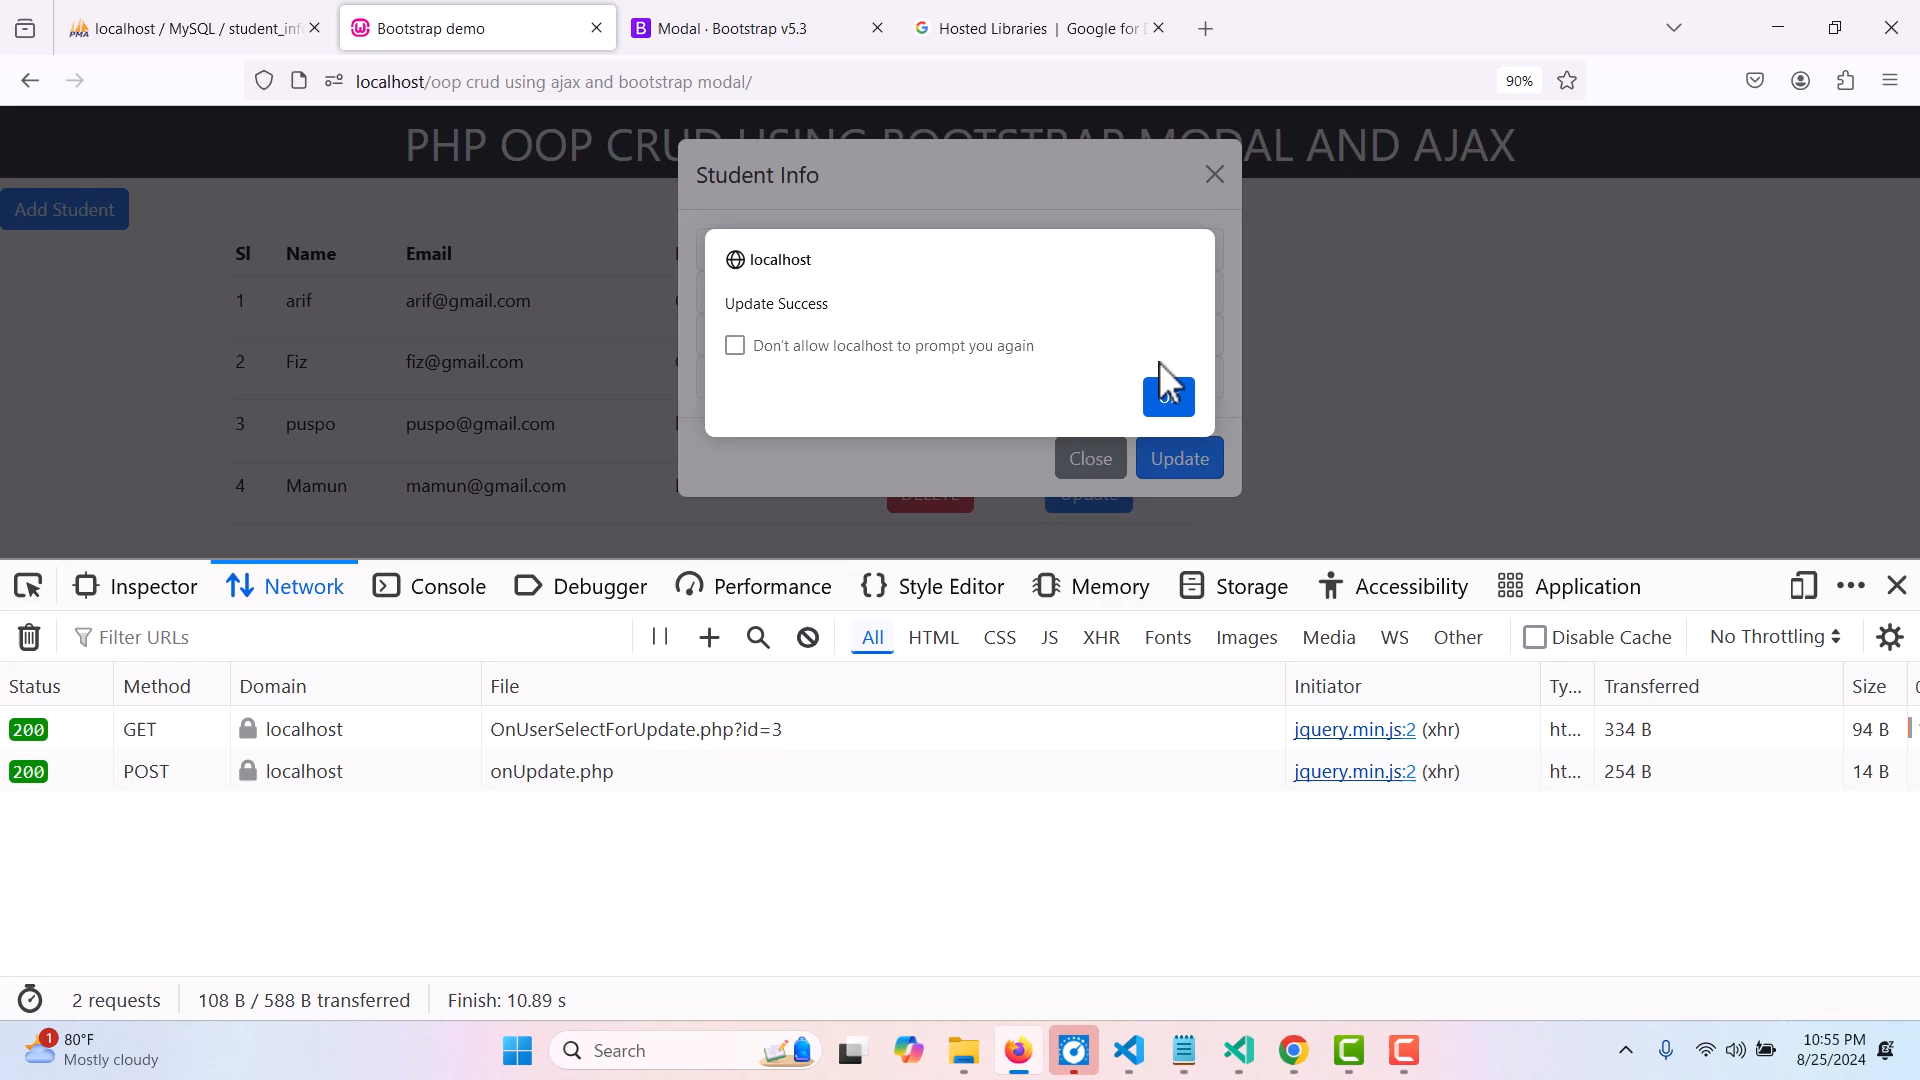 localhost / MySQL / student_inf
Bootstrap demo
Modal · Bootstrap v5.3
Hosted Libraries | Google for D
localhost/oop crud using ajax and bootstrap modal/
90%
PHP OOP CRUD USING BOOTSTRAP MODAL AND AJAX
Add Student
Student Info
localhost
Update Success
Don't allow localhost to prompt you again
Close
Update
Sl Name Email
1 arif arif@gmail.com
2 Fiz fiz@gmail.com
3 puspo puspo@gmail.com
4 Mamun mamun@gmail.com DELETE Update
Inspector Network Console Debugger Performance Style Editor Memory Storage Accessibility Application
Filter URLs All HTML CSS JS XHR Fonts Images Media WS Other Disable Cache No Throttling
Status Method Domain File Initiator Ty... Transferred Size
200 GET localhost OnUserSelectForUpdate.php?id=3 jquery.min.js:2 (xhr) ht... 334 B 94 B
200 POST localhost onUpdate.php jquery.min.js:2 (xhr) ht... 254 B 14 B
2 requests 108 B / 588 B transferred Finish: 10.89 s
1
80°F
Mostly cloudy
Search
10:55 PM
8/25/2024